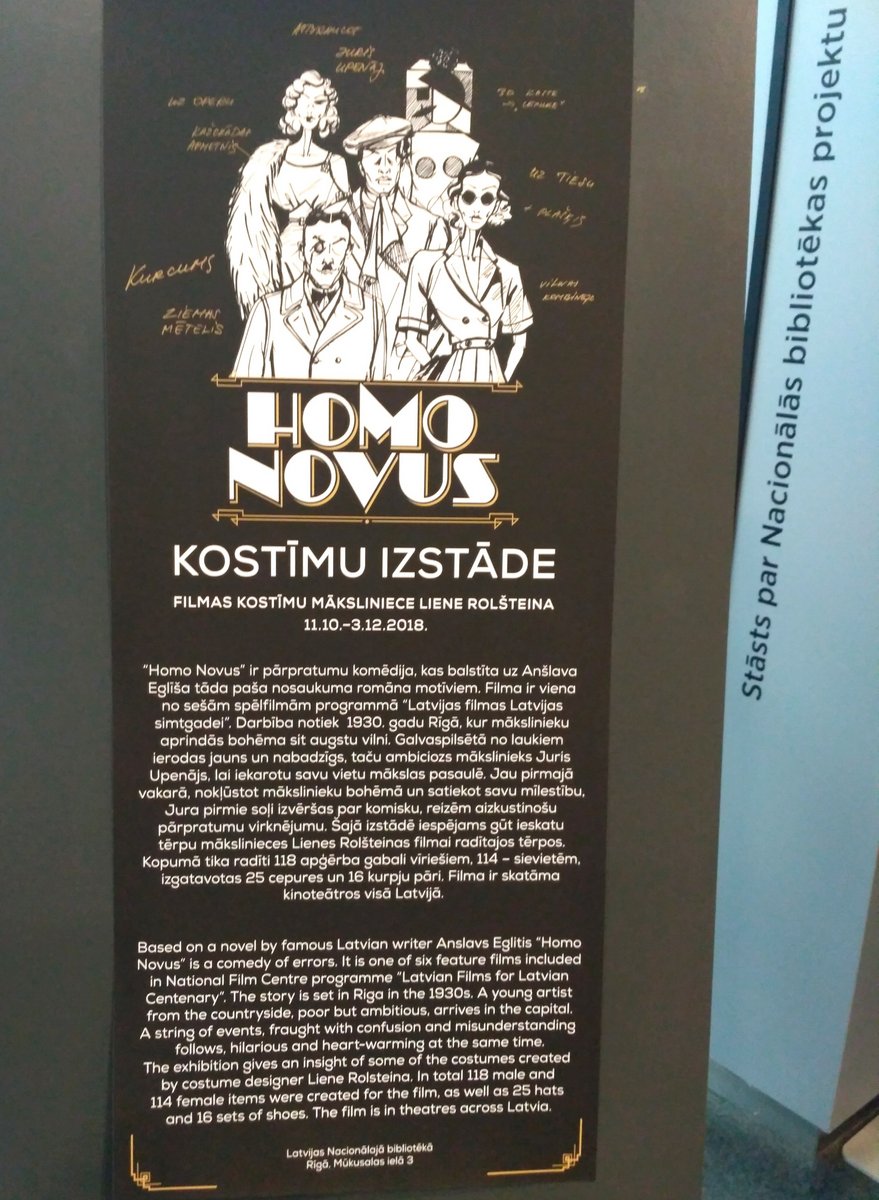 JURIS
UPENĀJS
UZ OPERU
KAŽOKĀDAS
APMETNIS
UZ TIESU
KURCUMS
ZIEMAS
MĒTELIS
HOMO
NOVUS
KOSTĪMU IZSTĀDE
FILMAS KOSTĪMU MĀKSLINIECE LIENE ROLŠTEINA
11.10.–3.12.2018.
“Homo Novus” ir pārpratumu komēdija, kas balstīta uz Anšlava
Eglīša tāda paša nosaukuma romāna motīviem. Filma ir viena
no sešām spēlfilmām programmā “Latvijas filmas Latvijas
simtgadei”. Darbība notiek 1930. gadu Rīgā, kur mākslinieku
aprindās bohēma sit augstu vilni. Galvaspilsētā no laukiem
ierodas jauns un nabadzīgs, taču ambiciozs mākslinieks Juris
Upenājs, lai iekarotu savu vietu mākslas pasaulē. Jau pirmajā
vakarā, nokļūstot mākslinieku bohēmā un satiekot savu mīlestību,
Jura pirmie soļi izvēršas par komisku, reizēm aizkustinošu
pārpratumu virknējumu. Šajā izstādē iespējams gūt ieskatu
tērpu mākslinieces Lienes Rolšteinas filmai radītajos tērpos.
Kopumā tika radīti 118 apģērba gabali vīriešiem, 114 – sievietēm,
izgatavotas 25 cepures un 16 kurpju pāri. Filma ir skatāma
kinoteātros visā Latvijā.
Based on a novel by famous Latvian writer Anslavs Eglitis “Homo
Novus” is a comedy of errors. It is one of six feature films included
in National Film Centre programme “Latvian Films for Latvian
Centenary”. The story is set in Riga in the 1930s. A young artist
from the countryside, poor but ambitious, arrives in the capital.
A string of events, fraught with confusion and misunderstanding
follows, hilarious and heart-warming at the same time.
The exhibition gives an insight of some of the costumes created
by costume designer Liene Rolsteina. In total 118 male and
114 female items were created for the film, as well as 25 hats
and 16 sets of shoes. The film is in theatres across Latvia.
Latvijas Nacionālajā bibliotēkā
Rīgā, Mūkusalas ielā 3
Stāsts par Nacionālās bibliotēkas projektu